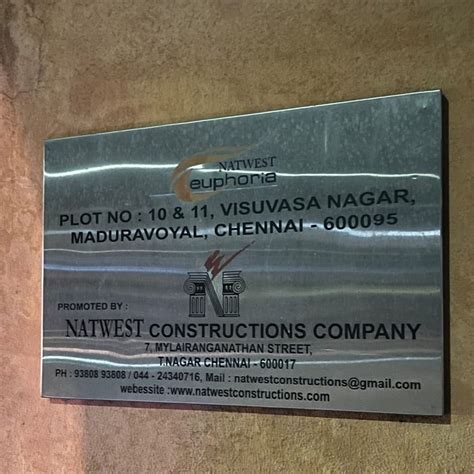 NATWEST
euphoria
PLOT NO : 10 & 11, VISUVASA NAGAR,
MADURAVOYAL, CHENNAI - 600095
PROMOTED BY :
NATWEST CONSTRUCTIONS COMPANY
7, MYLAIRANGANATHAN STREET,
T.NAGAR CHENNAI - 600017
PH : 93808 93808 / 044 - 24340716, Mail : natwestconstructions@gmail.com
webessite :www.natwestconstructions.com